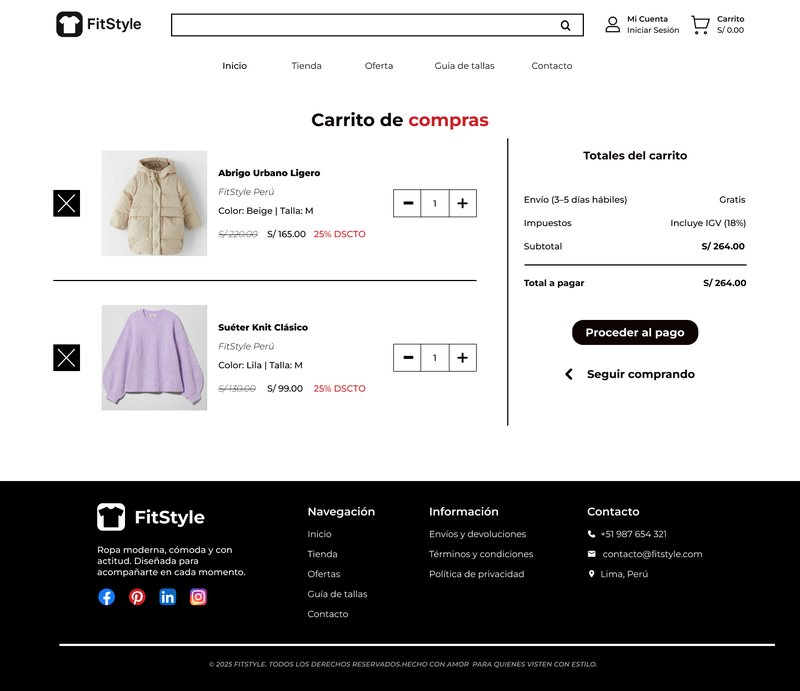 FitStyle
Mi Cuenta
Iniciar Sesión
Carrito
S/ 0.00
Inicio
Tienda
Oferta
Guia de tallas
Contacto
Carrito de compras
Abrigo Urbano Ligero
FitStyle Perú
Color: Beige | Talla: M
S/ 220.00 S/ 165.00 25% DSCTO
1
Suéter Knit Clásico
FitStyle Perú
Color: Lila | Talla: M
S/ 130.00 S/ 99.00 25% DSCTO
1
Totales del carrito
Envío (3–5 días hábiles) Gratis
Impuestos Incluye IGV (18%)
Subtotal S/ 264.00
Total a pagar S/ 264.00
Proceder al pago
Seguir comprando
FitStyle
Ropa moderna, cómoda y con
actitud. Diseñada para
acompañarte en cada momento.
Navegación
Inicio
Tienda
Ofertas
Guía de tallas
Contacto
Información
Envíos y devoluciones
Términos y condiciones
Política de privacidad
Contacto
+51 987 654 321
contacto@fitstyle.com
Lima, Perú
© 2025 FITSTYLE. TODOS LOS DERECHOS RESERVADOS.HECHO CON AMOR PARA QUIENES VISTEN CON ESTILO.